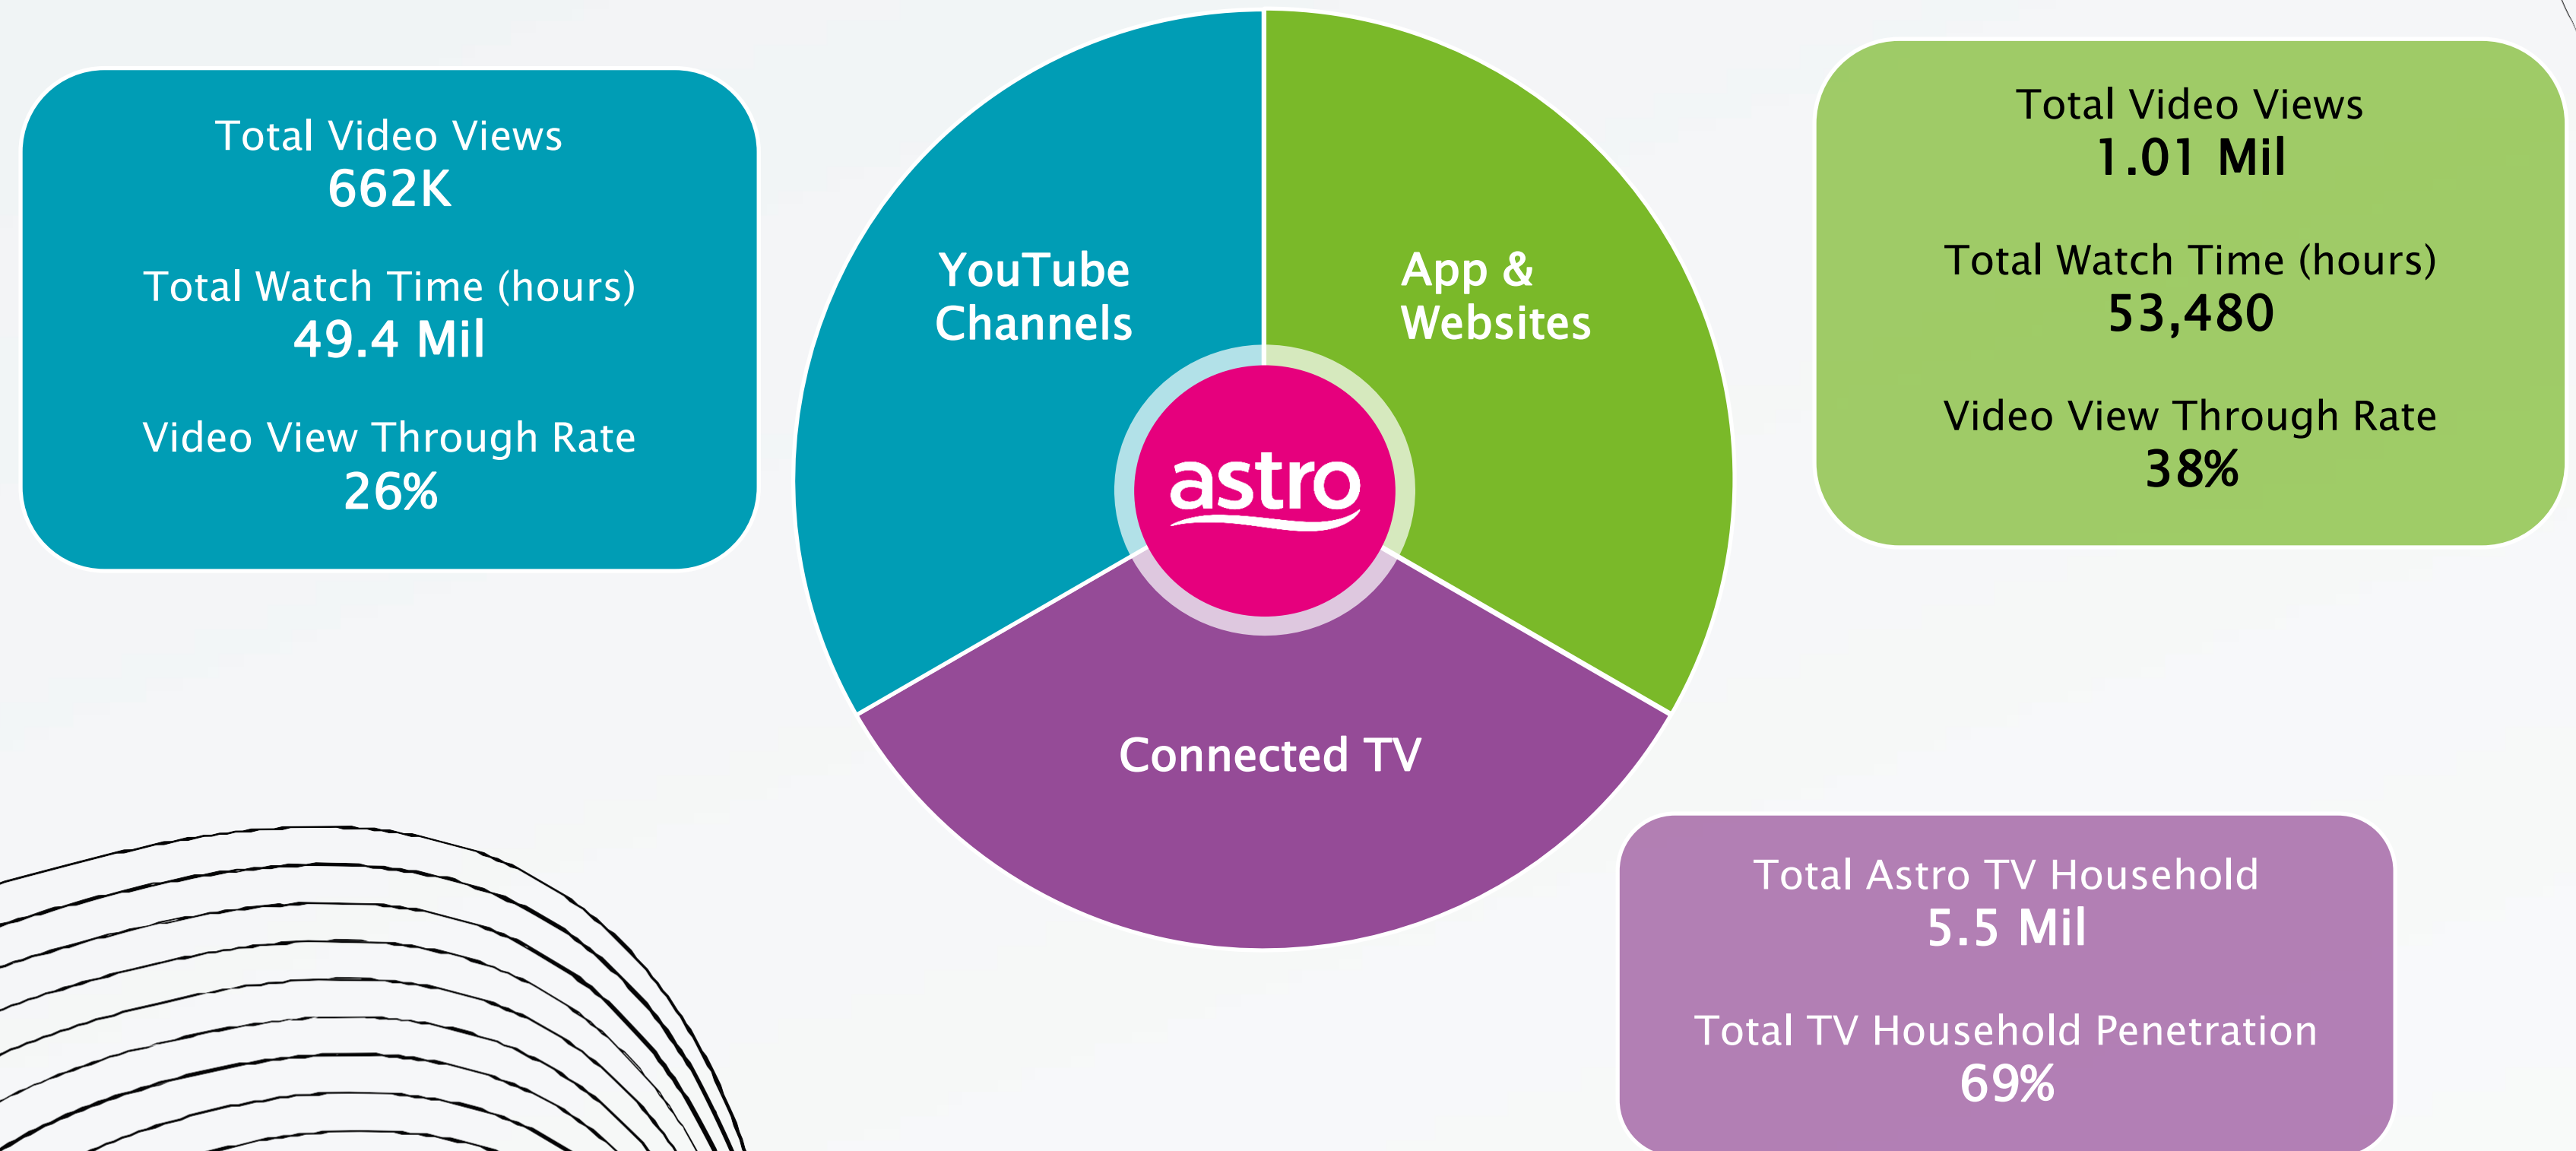 Total Video Views
662K
Total Watch Time (hours)
49.4 Mil
Video View Through Rate
26%
YouTube
Channels
App &
Websites
astro
Connected TV
Total Video Views
1.01 Mil
Total Watch Time (hours)
53,480
Video View Through Rate
38%
Total Astro TV Household
5.5 Mil
Total TV Household Penetration
69%